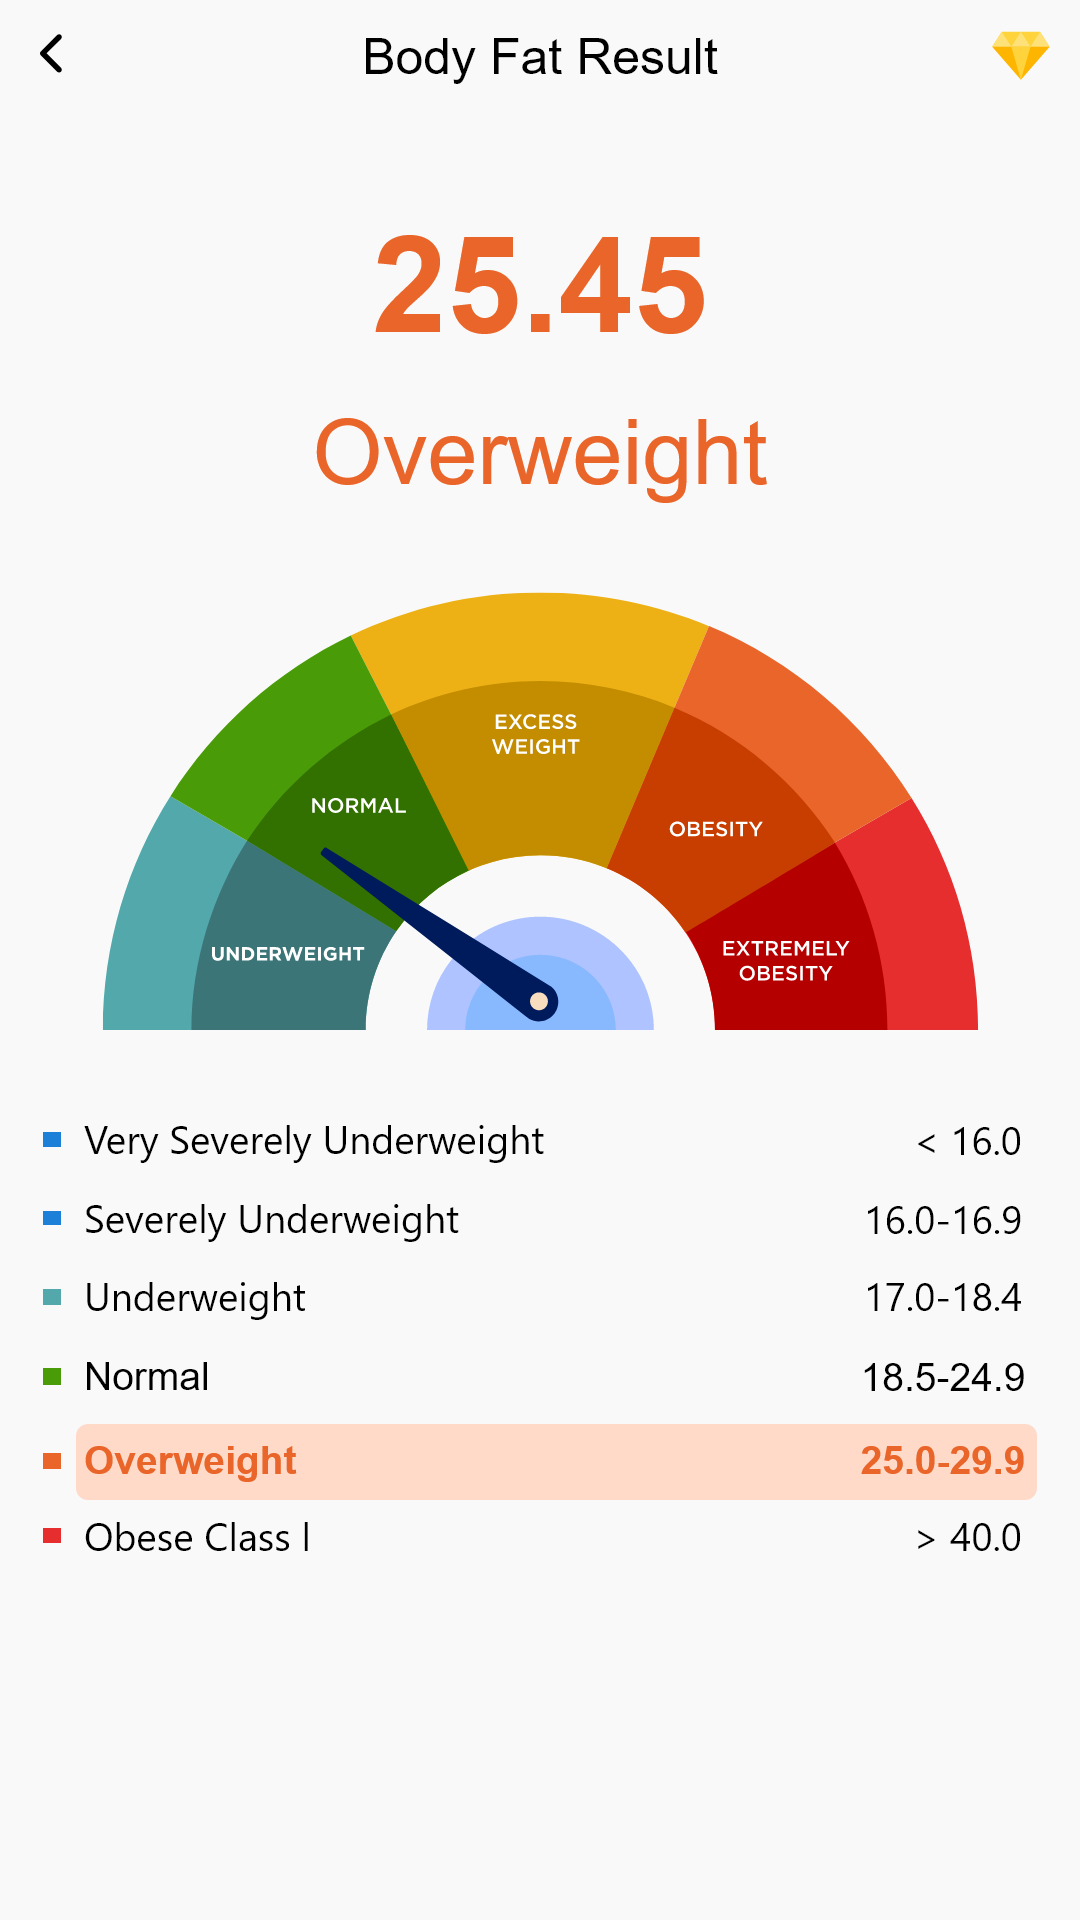 Body Fat Result
25.45
Overweight
EXCESS
WEIGHT
NORMAL
OBESITY
UNDERWEIGHT
EXTREMELY
OBESITY
Very Severely Underweight < 16.0
Severely Underweight 16.0-16.9
Underweight 17.0-18.4
Normal 18.5-24.9
Overweight 25.0-29.9
Obese Class l > 40.0